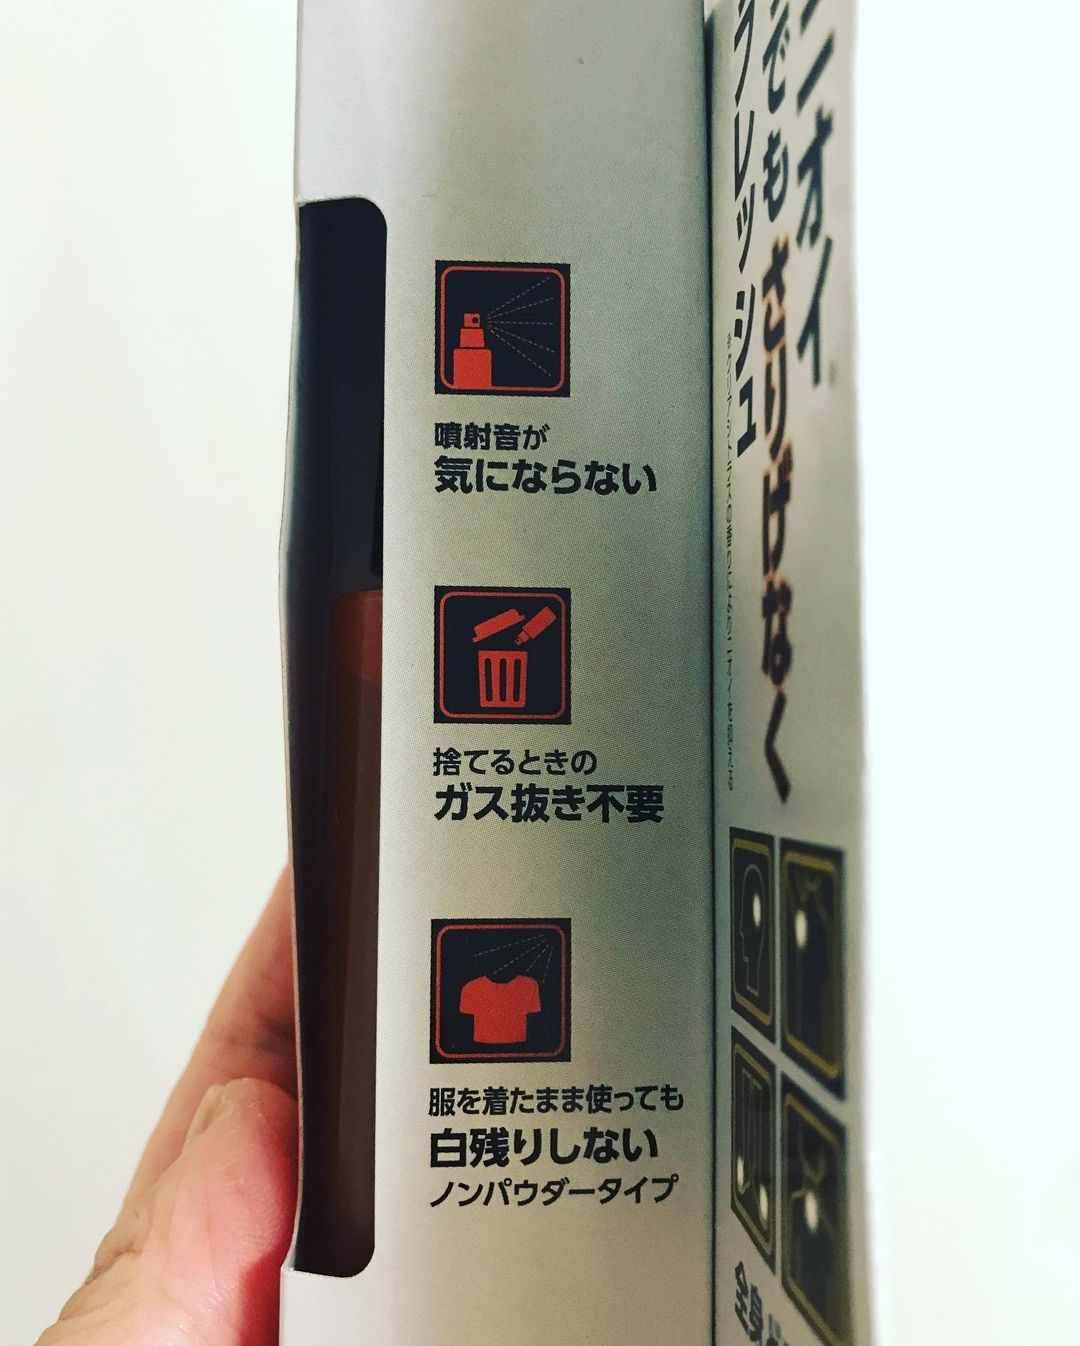 噴射音が
気にならない
捨てるときの
ガス抜き不要
服を着たまま使っても
白残りしない
ノンパウダータイプ
ニオイ
でもさりげなく
フレッシュ
全身